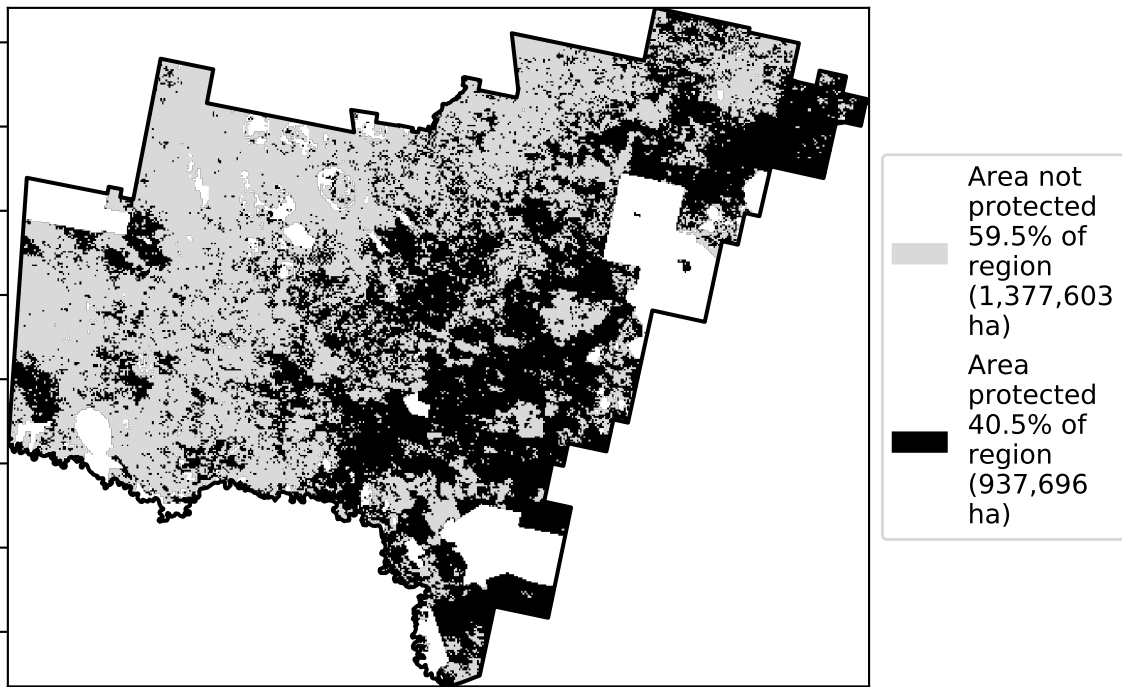 Area not
protected
59.5% of
region
(1,377,603
ha)
Area
protected
40.5% of
region
(937,696
ha)